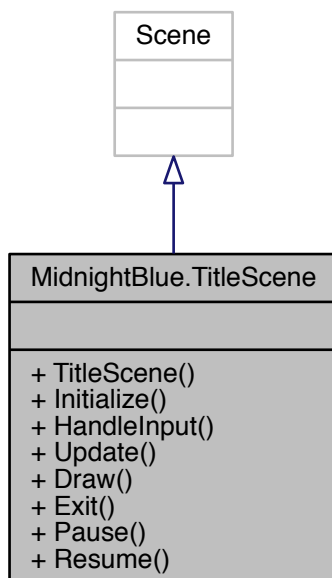 Scene
MidnightBlue.TitleScene
+ TitleScene()
+ Initialize()
+ HandleInput()
+ Update()
+ Draw()
+ Exit()
+ Pause()
+ Resume()